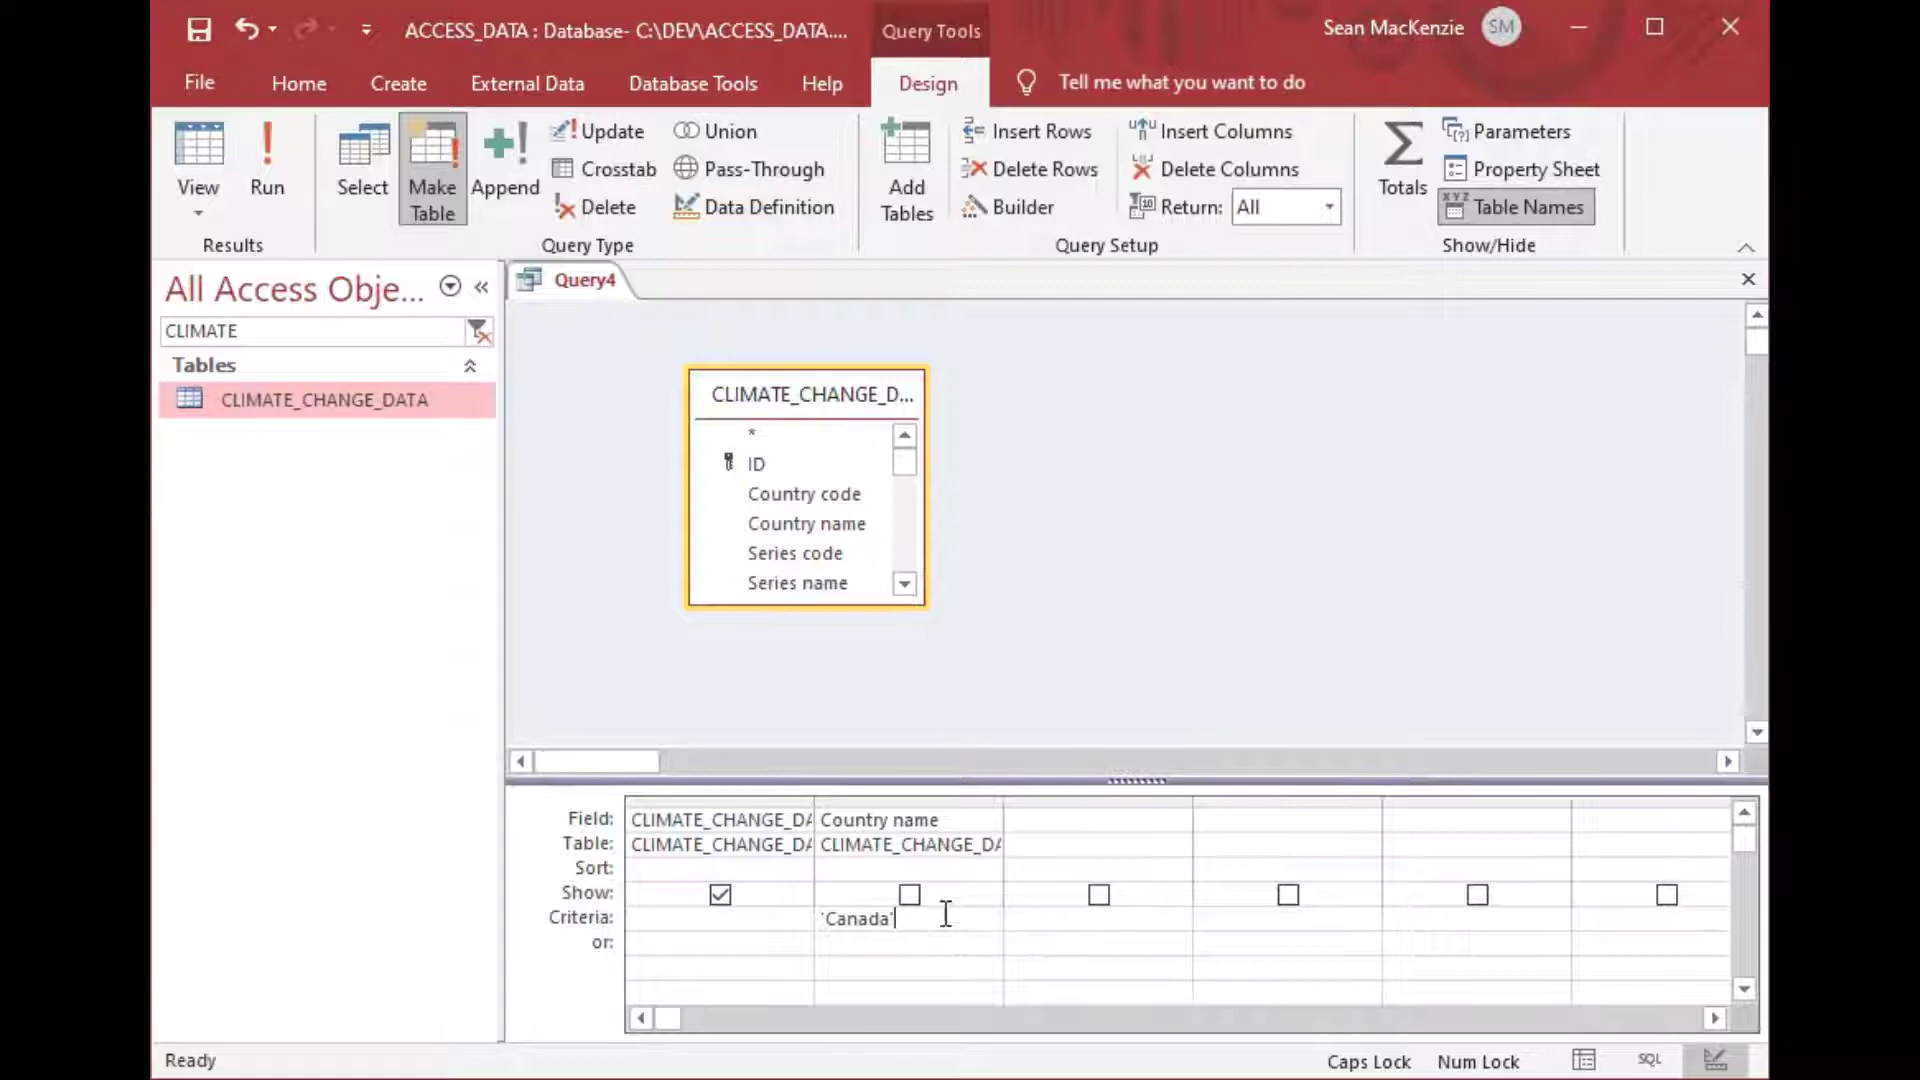 ACCESS_DATA : Database- C:\DEV\ACCESS_DATA....
Query Tools
Sean MacKenzie
SM
File
Home
Create
External Data
Database Tools
Help
Design
Tell me what you want to do
View
Run
Results
Select
Make Table
Append
Update
Crosstab
Delete
Union
Pass-Through
Data Definition
Query Type
Add Tables
Insert Rows
Delete Rows
Builder
Insert Columns
Delete Columns
Return: All
Query Setup
Totals
Parameters
Property Sheet
Table Names
Show/Hide
All Access Obje...
Query4
CLIMATE
Tables
CLIMATE_CHANGE_DATA
CLIMATE_CHANGE_D...
*
ID
Country code
Country name
Series code
Series name
Field: CLIMATE_CHANGE_DA Country name
Table: CLIMATE_CHANGE_DA CLIMATE_CHANGE_DA
Sort:
Show:
Criteria: 'Canada'
or:
Ready
Caps Lock
Num Lock
SQL